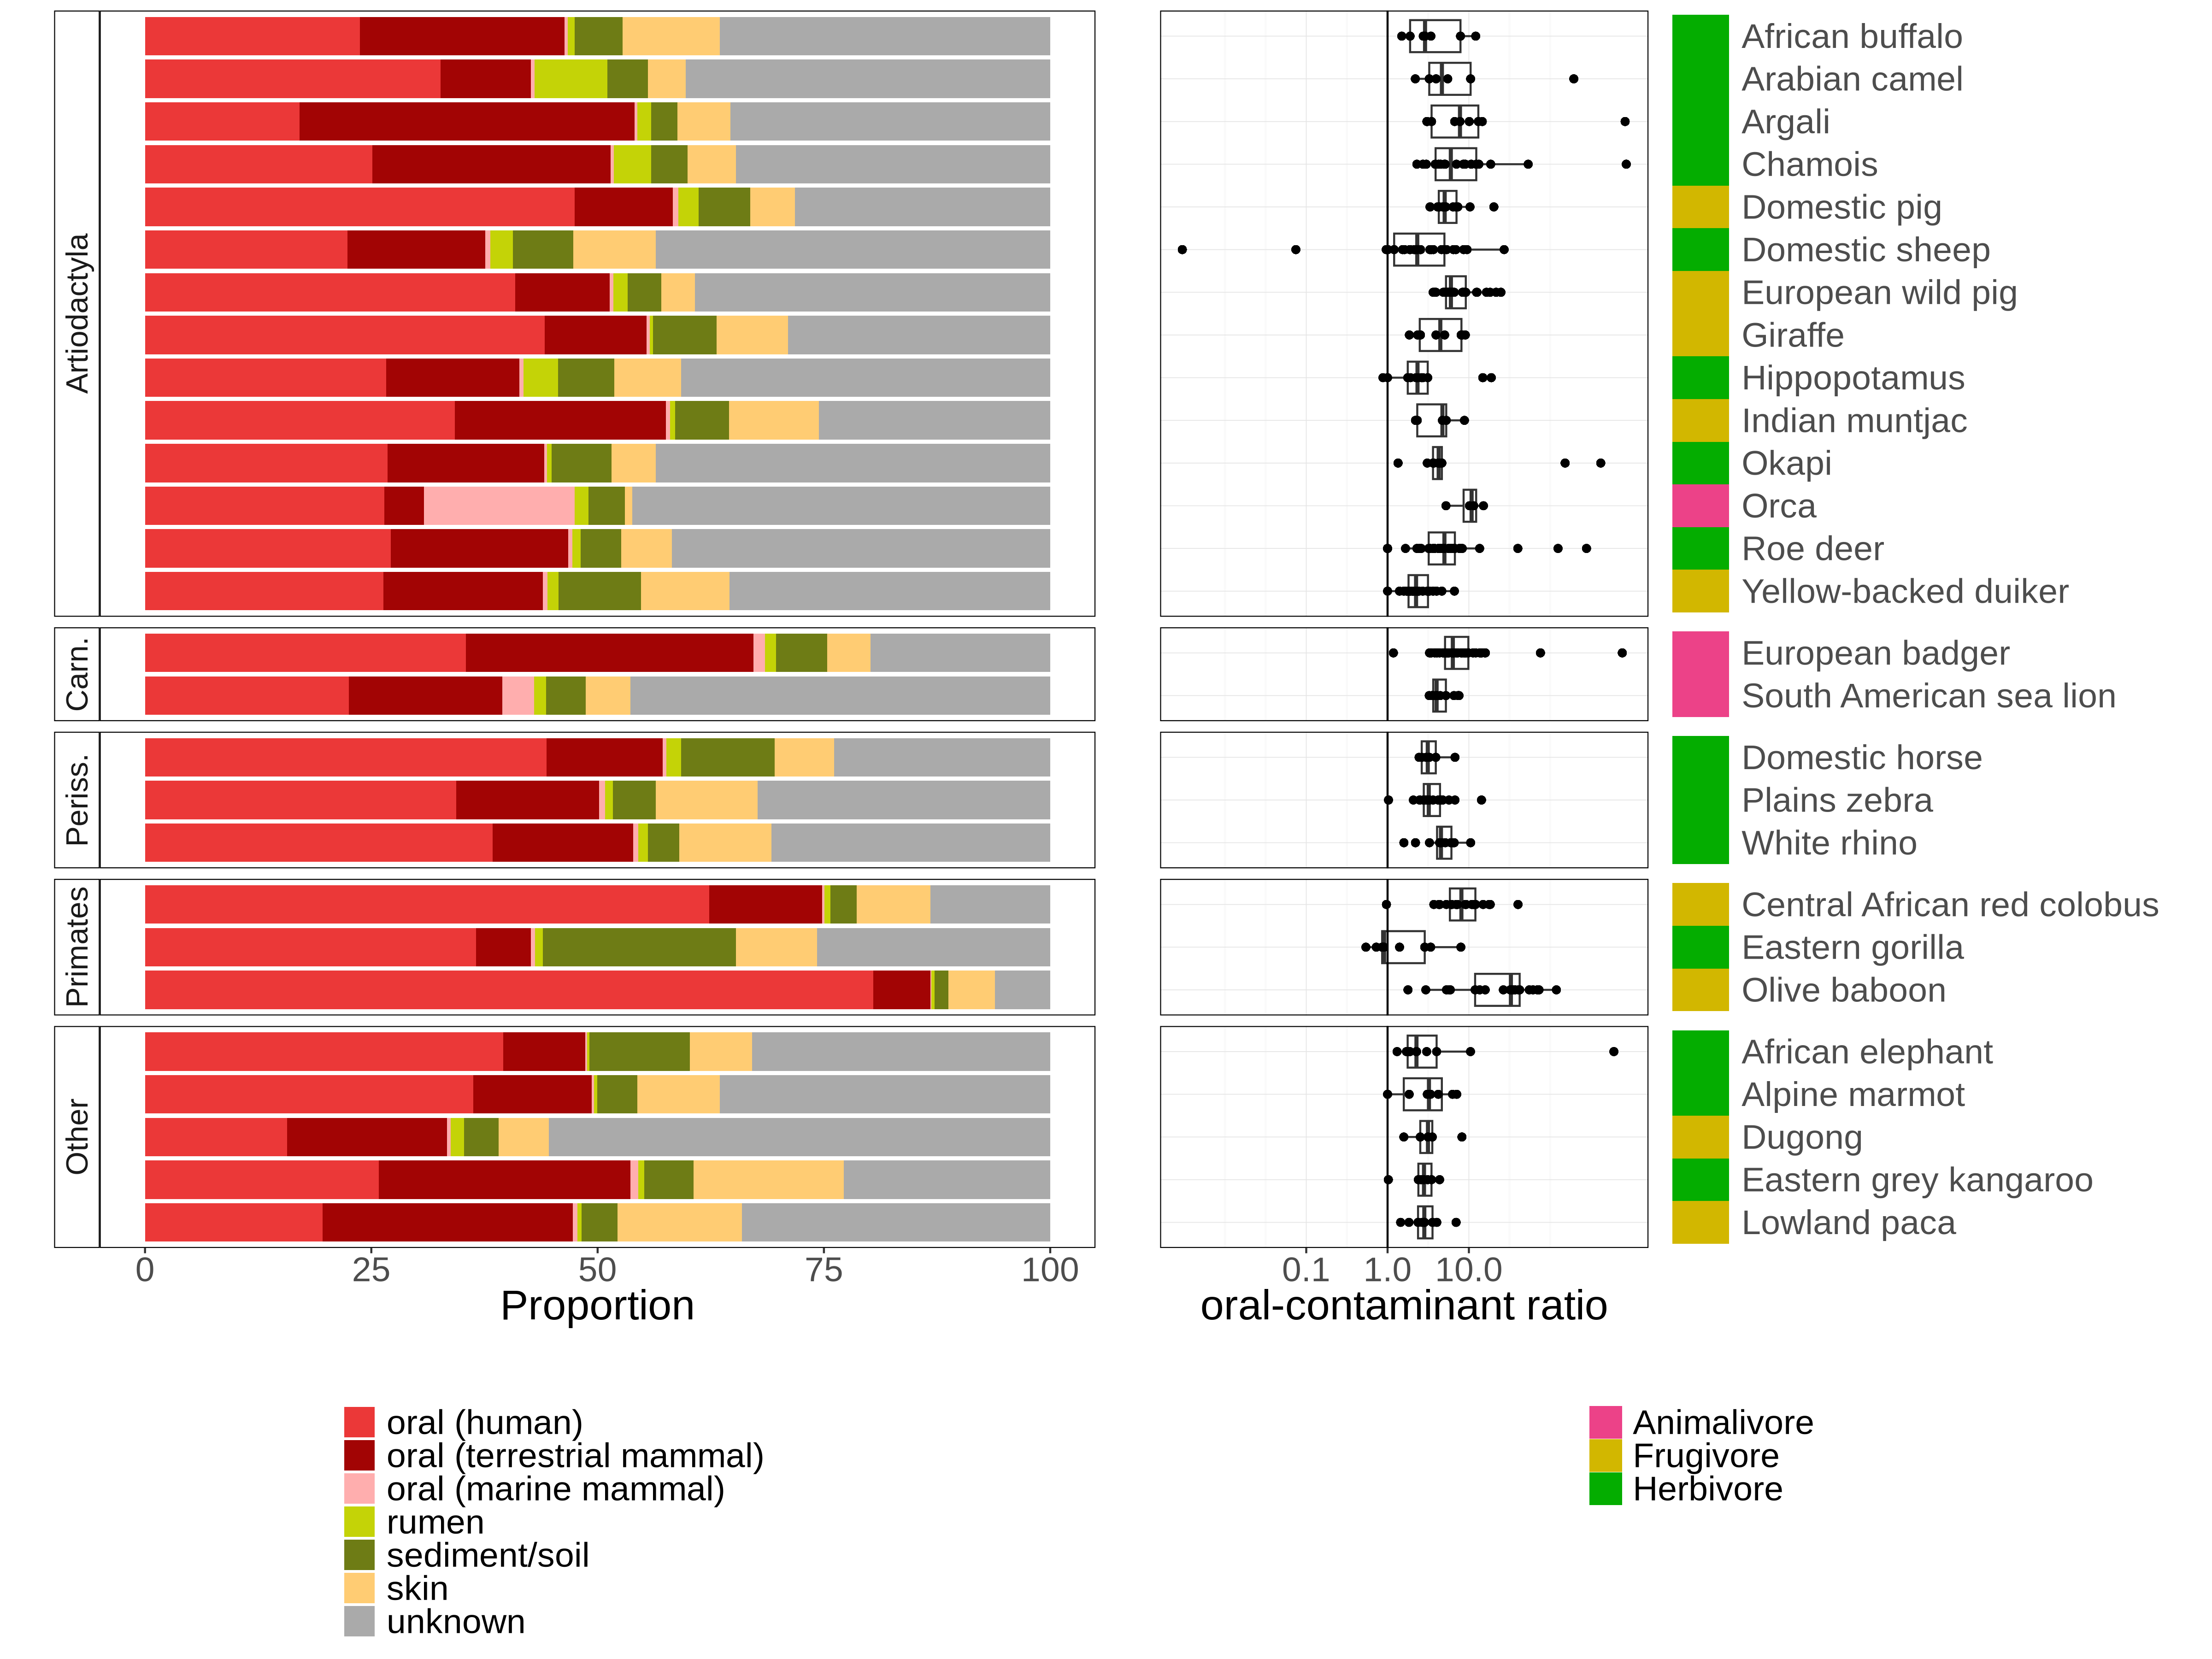 Artiodactyla
African buffalo
Arabian camel
Argali
Chamois
Domestic pig
Domestic sheep
European wild pig
Giraffe
Hippopotamus
Indian muntjac
Okapi
Orca
Roe deer
Yellow-backed duiker
Carn.
European badger
South American sea lion
Periss.
Domestic horse
Plains zebra
White rhino
Primates
Central African red colobus
Eastern gorilla
Olive baboon
Other
African elephant
Alpine marmot
Dugong
Eastern grey kangaroo
Lowland paca
0 25 50 75 100
Proportion
0.1 1.0 10.0
oral-contaminant ratio
oral (human)
oral (terrestrial mammal)
oral (marine mammal)
rumen
sediment/soil
skin
unknown
Animalivore
Frugivore
Herbivore